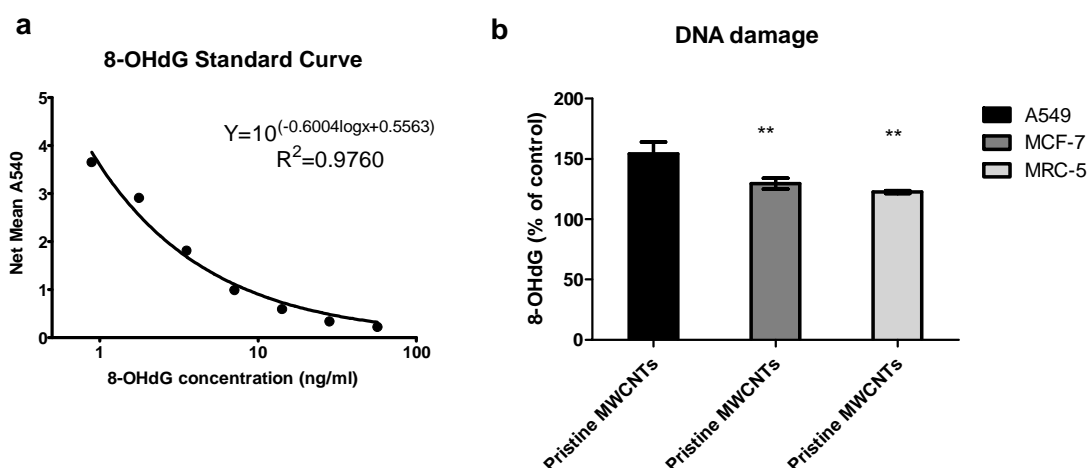 a
8-OHdG Standard Curve
Y=10^(-0.6004logx+0.5563)
R^2=0.9760
Net Mean A540
5
4
3
2
1
0
1 10 100
8-OHdG concentration (ng/ml)
b
DNA damage
8-OHdG (% of control)
200
150
100
50
0
**
**
Pristine MWCNTs
Pristine MWCNTs
Pristine MWCNTs
A549
MCF-7
MRC-5